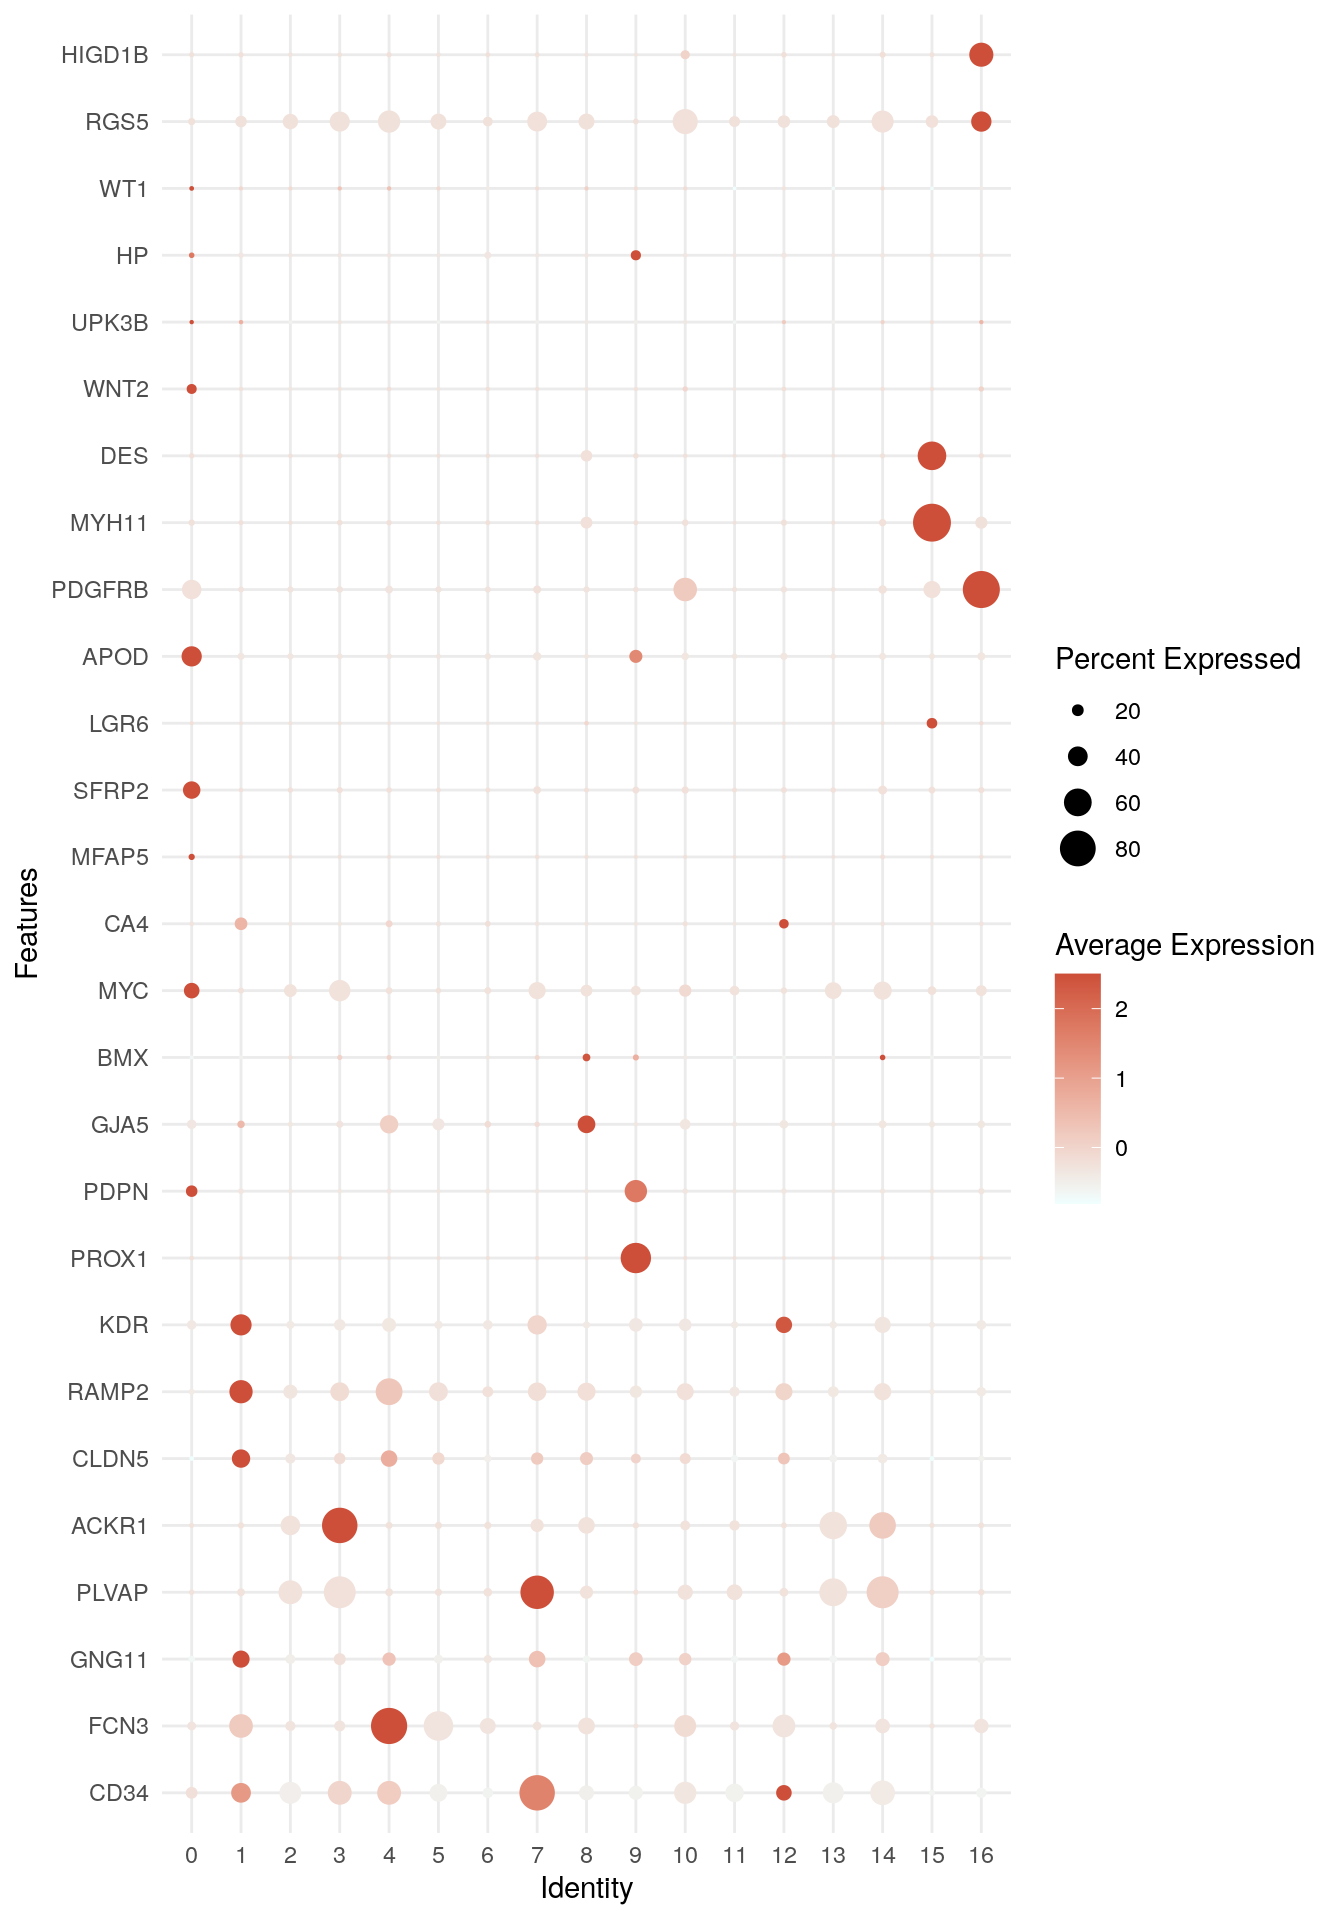 HIGD1B
RGS5
WT1
HP
UPK3B
WNT2
DES
MYH11
PDGFRB
APOD
LGR6
SFRP2
MFAP5
CA4
MYC
BMX
GJA5
PDPN
PROX1
KDR
RAMP2
CLDN5
ACKR1
PLVAP
GNG11
FCN3
CD34
Features
0 1 2 3 4 5 6 7 8 9 10 11 12 13 14 15 16
Identity
Percent Expressed
20
40
60
80
Average Expression
2
1
0